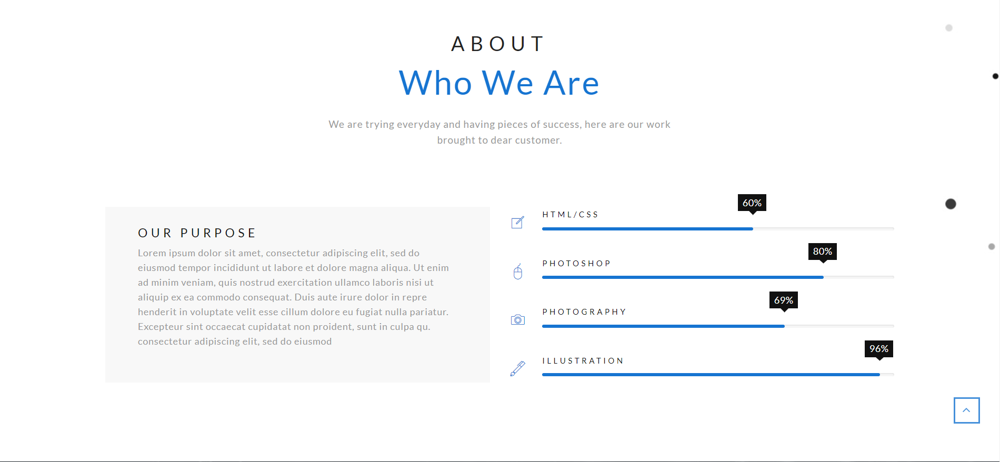 ABOUT
Who We Are
We are trying everyday and having pieces of success, here are our work
brought to dear customer.
OUR PURPOSE
Lorem ipsum dolor sit amet, consectetur adipiscing elit, sed do
eiusmod tempor incididunt ut labore et dolore magna aliqua. Ut enim
ad minim veniam, quis nostrud exercitation ullamco laboris nisi ut
aliquip ex ea commodo consequat. Duis aute irure dolor in repre
henderit in voluptate velit esse cillum dolore eu fugiat nulla pariatur.
Excepteur sint occaecat cupidatat non proident, sunt in culpa qu.
consectetur adipiscing elit, sed do eiusmod
60%
HTML/CSS
80%
PHOTOSHOP
69%
PHOTOGRAPHY
96%
ILLUSTRATION